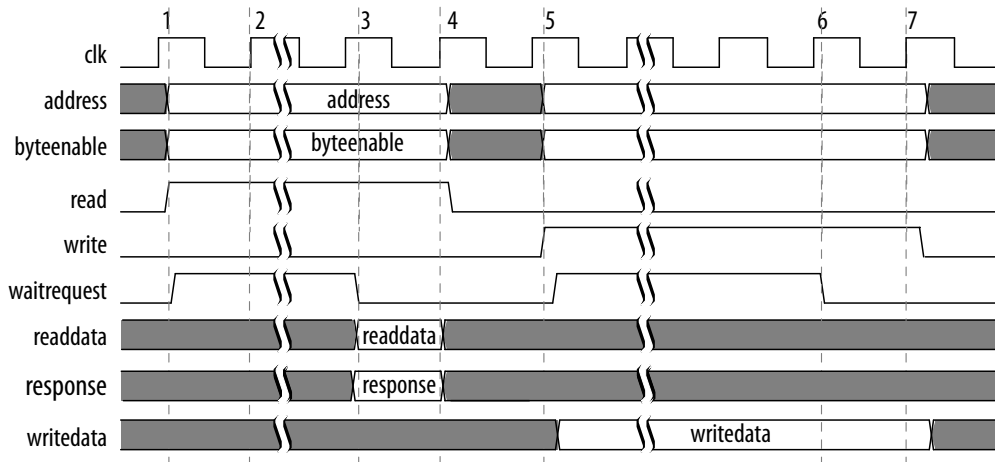 1 2 3 4 5 6 7
clk
address address
byteenable byteenable
read
write
waitrequest
readdata readdata
response response
writedata writedata